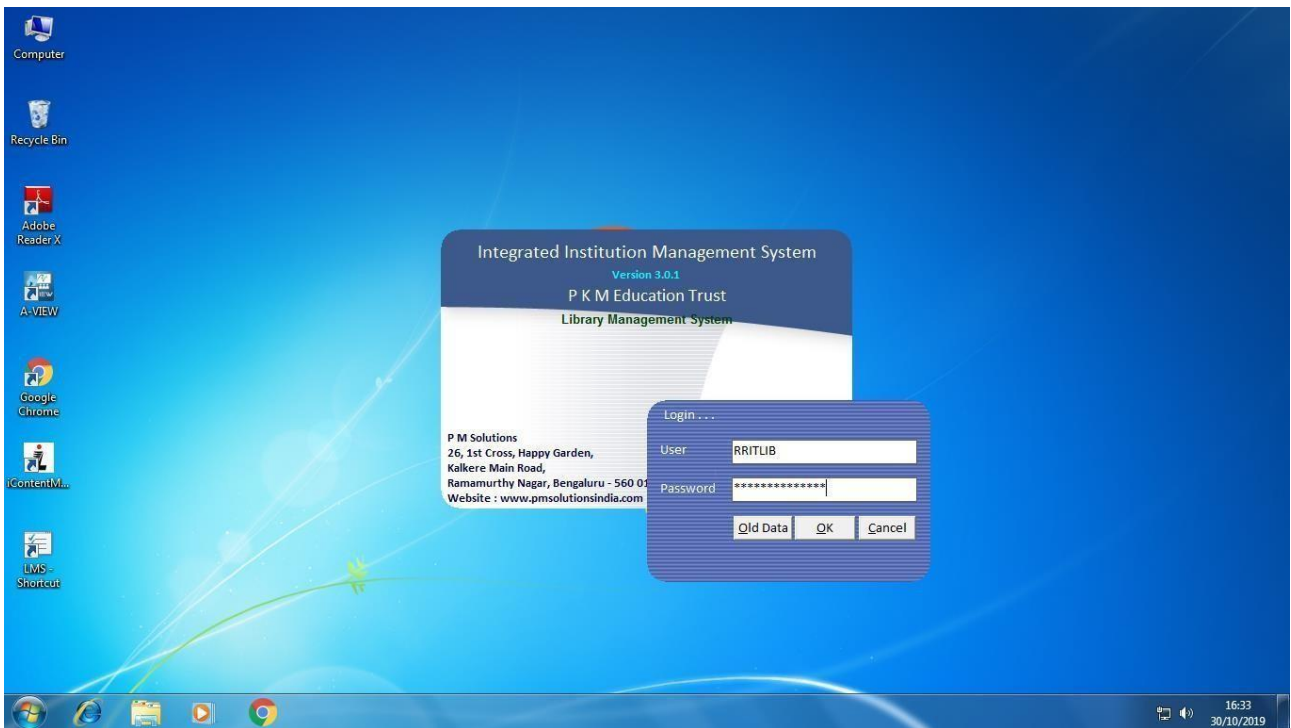 Computer
Recycle Bin
Adobe
Reader X
A-VIEW
Google
Chrome
iContentM...
LMS -
Shortcut
Integrated Institution Management System
Version 3.0.1
P K M Education Trust
Library Management System
P M Solutions
26, 1st Cross, Happy Garden,
Kalkere Main Road,
Ramamurthy Nagar, Bengaluru - 560 01
Website : www.pmsolutionsindia.com
Login . . .
User RRITLIB
Password **************
Old Data OK Cancel
16:33
30/10/2019